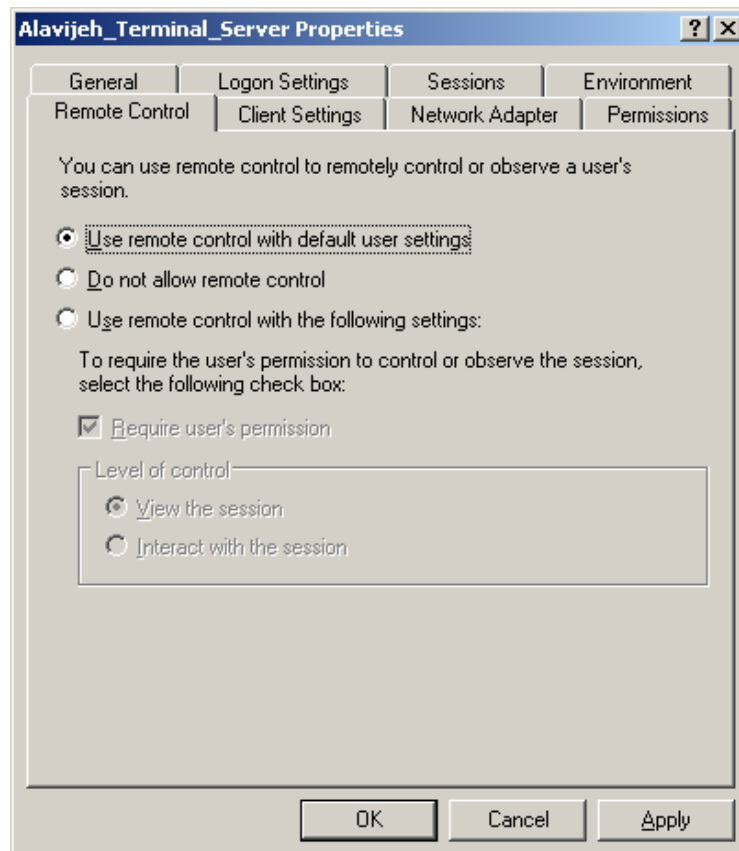 Alavijeh_Terminal_Server Properties
General Logon Settings Sessions Environment
Remote Control Client Settings Network Adapter Permissions
You can use remote control to remotely control or observe a user's
session.
Use remote control with default user settings
Do not allow remote control
Use remote control with the following settings:
To require the user's permission to control or observe the session,
select the following check box:
Require user's permission
Level of control
View the session
Interact with the session
OK Cancel Apply